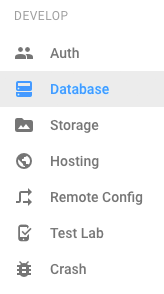 DEVELOP
Auth
Database
Storage
Hosting
Remote Config
Test Lab
Crash